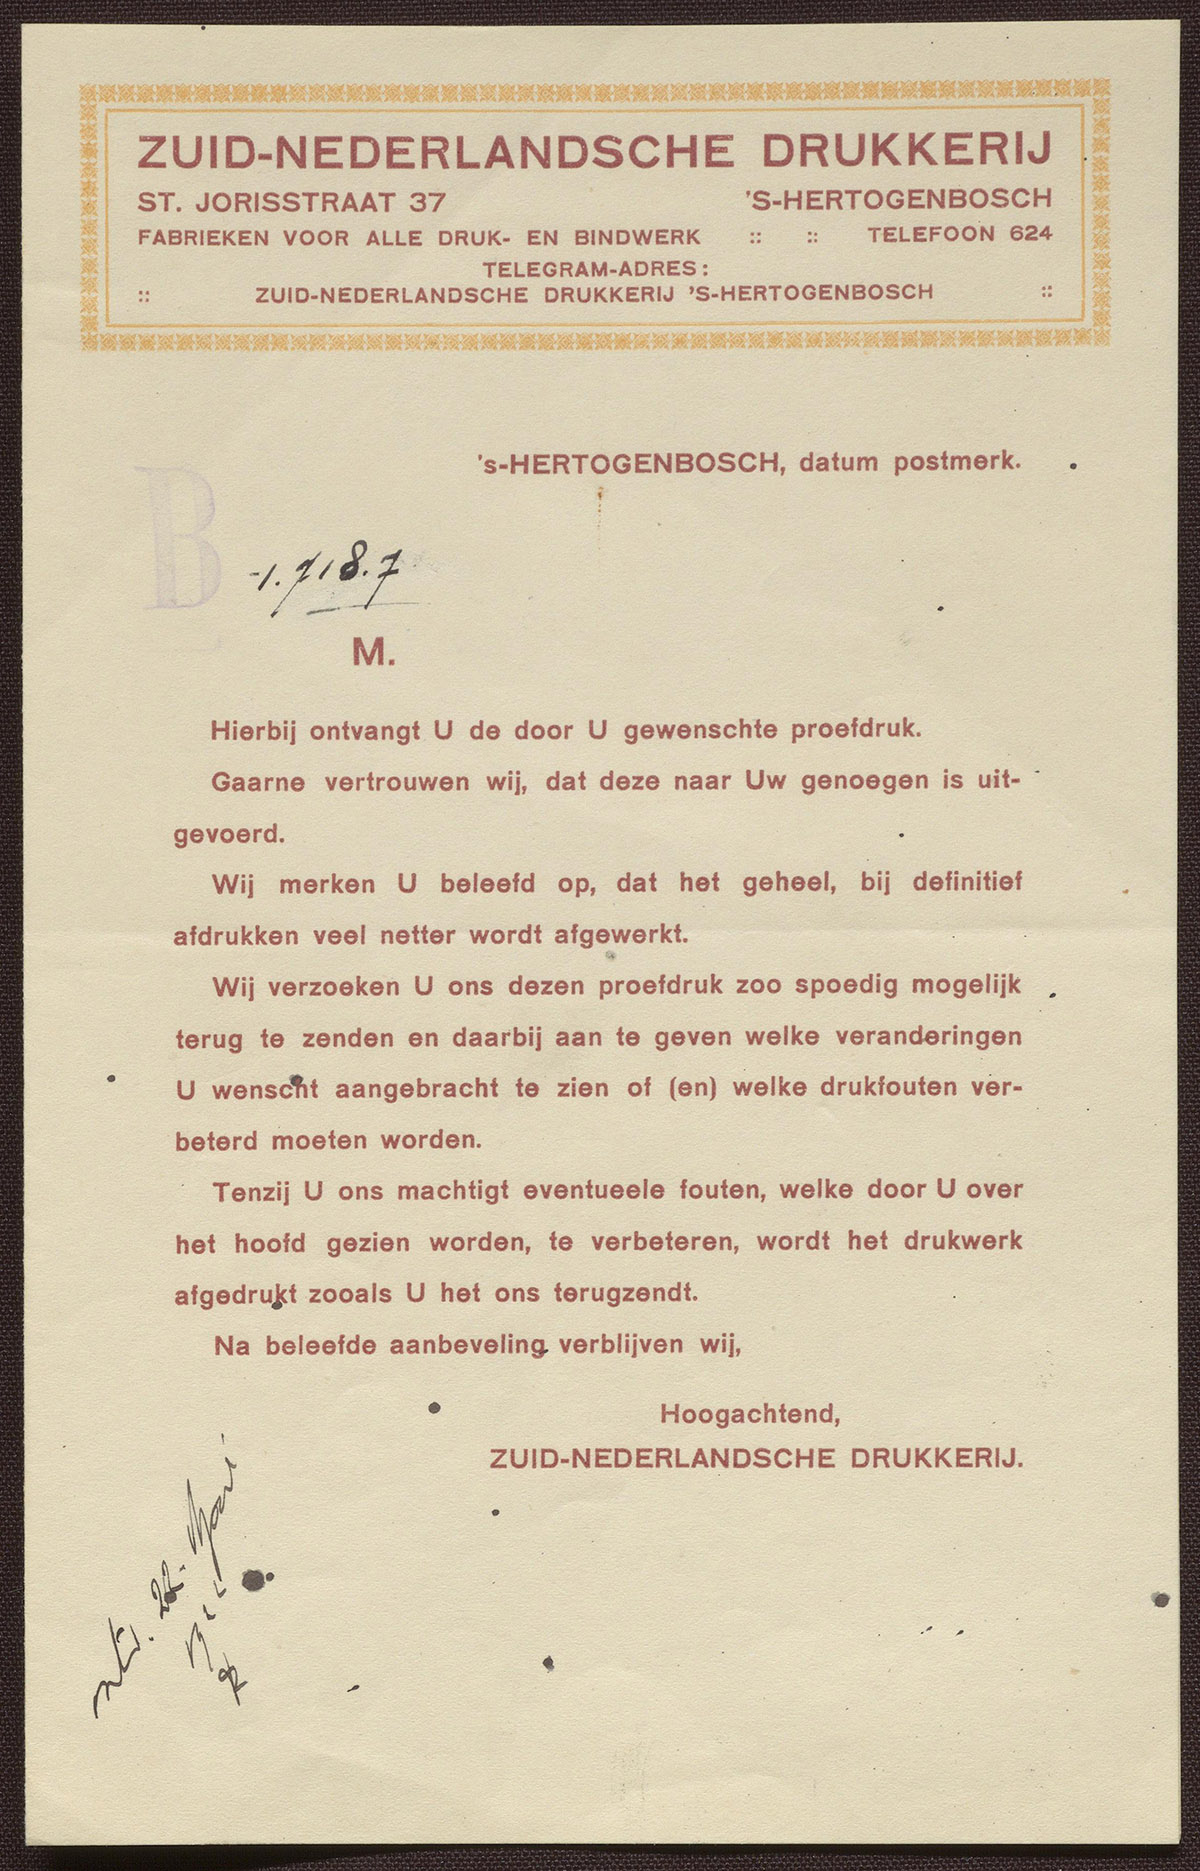 ZUID-NEDERLANDSCHE DRUKKERIJ
ST. JORISSTRAAT 37 'S-HERTOGENBOSCH
FABRIEKEN VOOR ALLE DRUK- EN BINDWERK :: :: TELEFOON 624
TELEGRAM-ADRES:
:: ZUID-NEDERLANDSCHE DRUKKERIJ 'S-HERTOGENBOSCH ::
's-HERTOGENBOSCH, datum postmerk.
B
M.
Hierbij ontvangt U de door U gewenschte proefdruk.
Gaarne vertrouwen wij, dat deze naar Uw genoegen is uit-
gevoerd.
Wij merken U beleefd op, dat het geheel, bij definitief
afdrukken veel netter wordt afgewerkt.
Wij verzoeken U ons dezen proefdruk zoo spoedig mogelijk
terug te zenden en daarbij aan te geven welke veranderingen
U wenscht aangebracht te zien of (en) welke drukfouten ver-
beterd moeten worden.
Tenzij U ons machtigt eventueele fouten, welke door U over
het hoofd gezien worden, te verbeteren, wordt het drukwerk
afgedrukt zooals U het ons terugzendt.
Na beleefde aanbeveling verblijven wij,
Hoogachtend,
ZUID-NEDERLANDSCHE DRUKKERIJ.